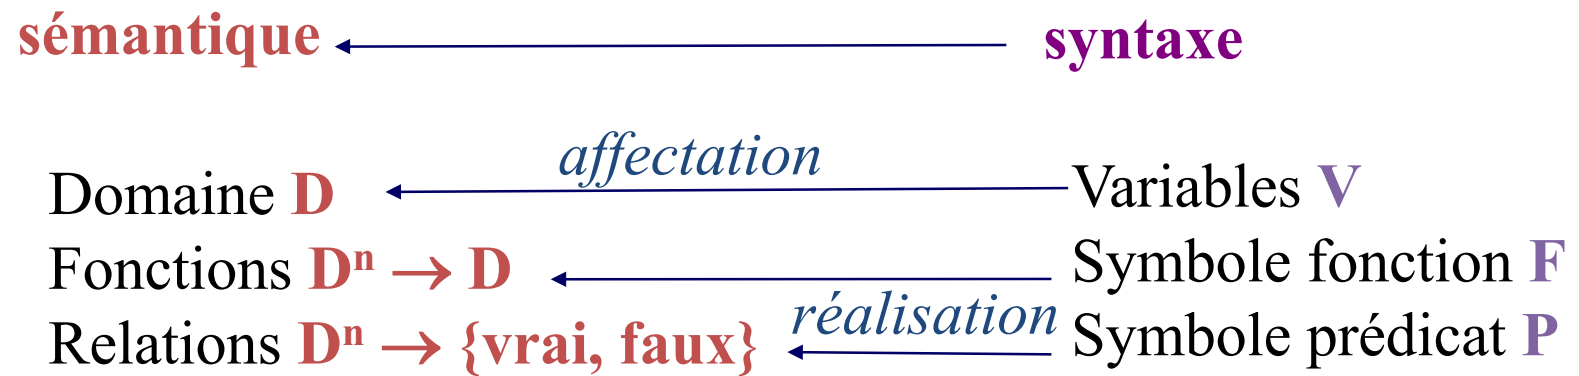 sémantique syntaxe
affectation
Domaine D Variables V
Fonctions Dⁿ → D Symbole fonction F
réalisation
Relations Dⁿ → {vrai, faux} Symbole prédicat P